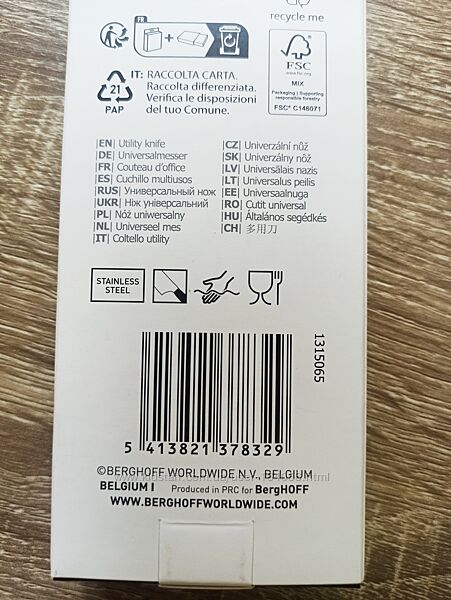 recycle me
FR
+
FSC
www.fsc.org
MIX
Packaging | Supporting
responsible forestry
FSC® C146071
21
PAP
IT: RACCOLTA CARTA.
Raccolta differenziata.
Verifica le disposizioni
del tuo Comune.
|EN| Utility knife
|DE| Universalmesser
|FR| Couteau d'office
|ES| Cuchillo multiusos
|RUS| Универсальный нож
|UKR| Ніж універсальний
|PL| Nóż uniwersalny
|NL| Universeel mes
|IT| Coltello utility
|CZ| Univerzální nůž
|SK| Univerzálny nôž
|LV| Universālais nazis
|LT| Universalus peilis
|EE| Universaalnuga
|RO| Cutit universal
|HU| Általános segédkés
|CH| 多用刀
STAINLESS
STEEL
1315065
5 413821 378329
©BERGHOFF WORLDWIDE N.V., BELGIUM
BELGIUM I Produced in PRC for BergHOFF
WWW.BERGHOFFWORLDWIDE.COM